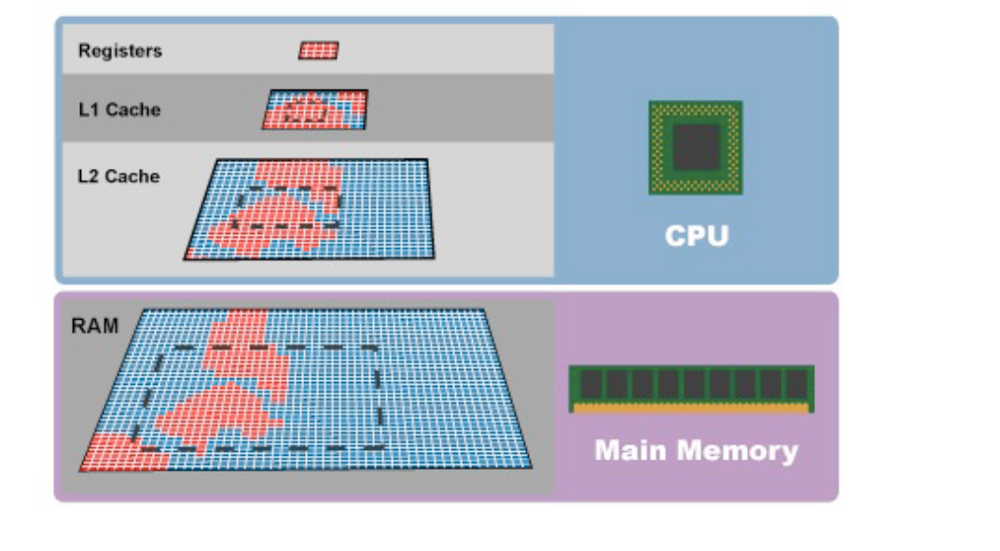 Registers
L1 Cache
L2 Cache
CPU
RAM
Main Memory